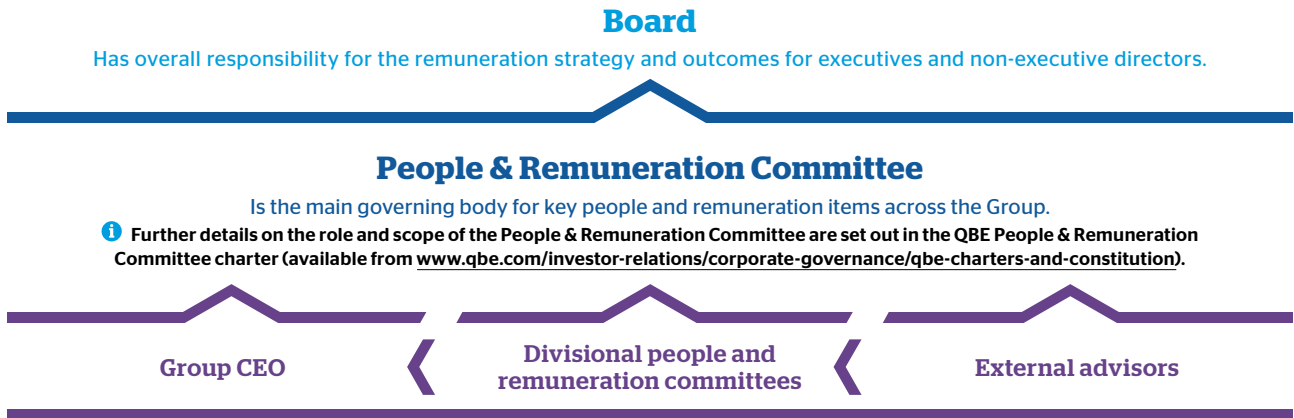 Board
Has overall responsibility for the remuneration strategy and outcomes for executives and non-executive directors.
People & Remuneration Committee
Is the main governing body for key people and remuneration items across the Group.
i Further details on the role and scope of the People & Remuneration Committee are set out in the QBE People & Remuneration
Committee charter (available from www.qbe.com/investor-relations/corporate-governance/qbe-charters-and-constitution).
Group CEO
Divisional people and
remuneration committees
External advisors